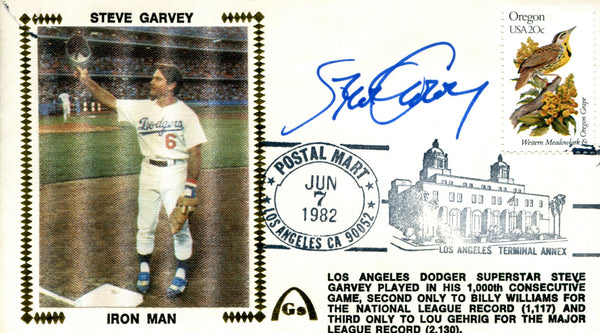 STEVE GARVEY
Dodgers
6
IRON MAN
Steve Garvey
Oregon
USA 20c
Western Meadowlark & Oregon Grape
POSTAL MART
JUN
7
1982
LOS ANGELES CA 90052
LOS ANGELES TERMINAL ANNEX
Gs
LOS ANGELES DODGER SUPERSTAR STEVE
GARVEY PLAYED IN HIS 1,000th CONSECUTIVE
GAME, SECOND ONLY TO BILLY WILLIAMS FOR
THE NATIONAL LEAGUE RECORD (1,117) AND
THIRD ONLY TO LOU GEHRIG FOR THE MAJOR
LEAGUE RECORD (2,130).